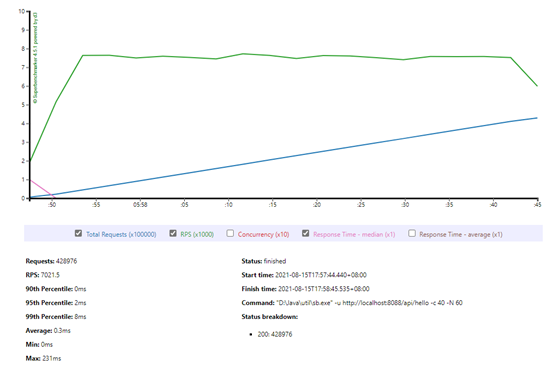 10
9
8
7
6
5
4
3
2
1
0
© Superbenchmarker 4.5.1 powered by d3
:50
:55
05:58
:05
:10
:15
:20
:25
:30
:35
:40
:45
Total Requests (x100000)
RPS (x1000)
Concurrency (x10)
Response Time - median (x1)
Response Time - average (x1)
Requests: 428976
RPS: 7021.5
90th Percentile: 0ms
95th Percentile: 2ms
99th Percentile: 8ms
Average: 0.3ms
Min: 0ms
Max: 231ms
Status: finished
Start time: 2021-08-15T17:57:44.440+08:00
Finish time: 2021-08-15T17:58:45.535+08:00
Command: "D:\Java\util\sb.exe" -u http://localhost:8088/api/hello -c 40 -N 60
Status breakdown:
200: 428976